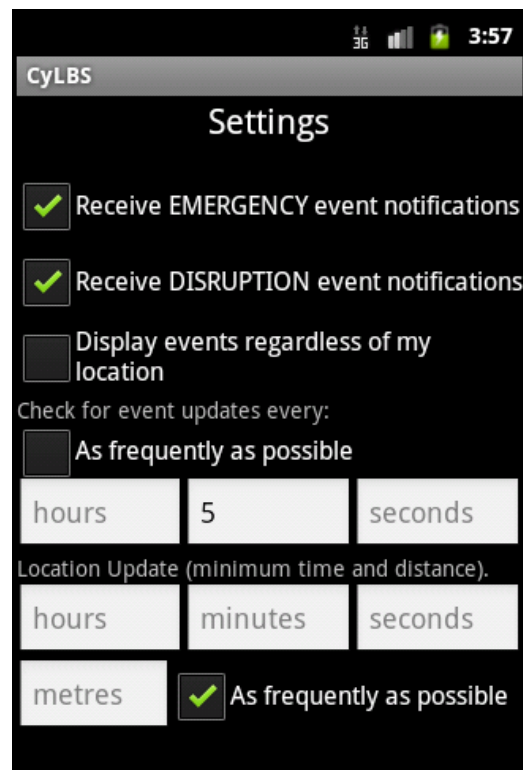 3G 3:57
CyLBS
Settings
Receive EMERGENCY event notifications
Receive DISRUPTION event notifications
Display events regardless of my
location
Check for event updates every:
As frequently as possible
hours 5 seconds
Location Update (minimum time and distance).
hours minutes seconds
metres As frequently as possible